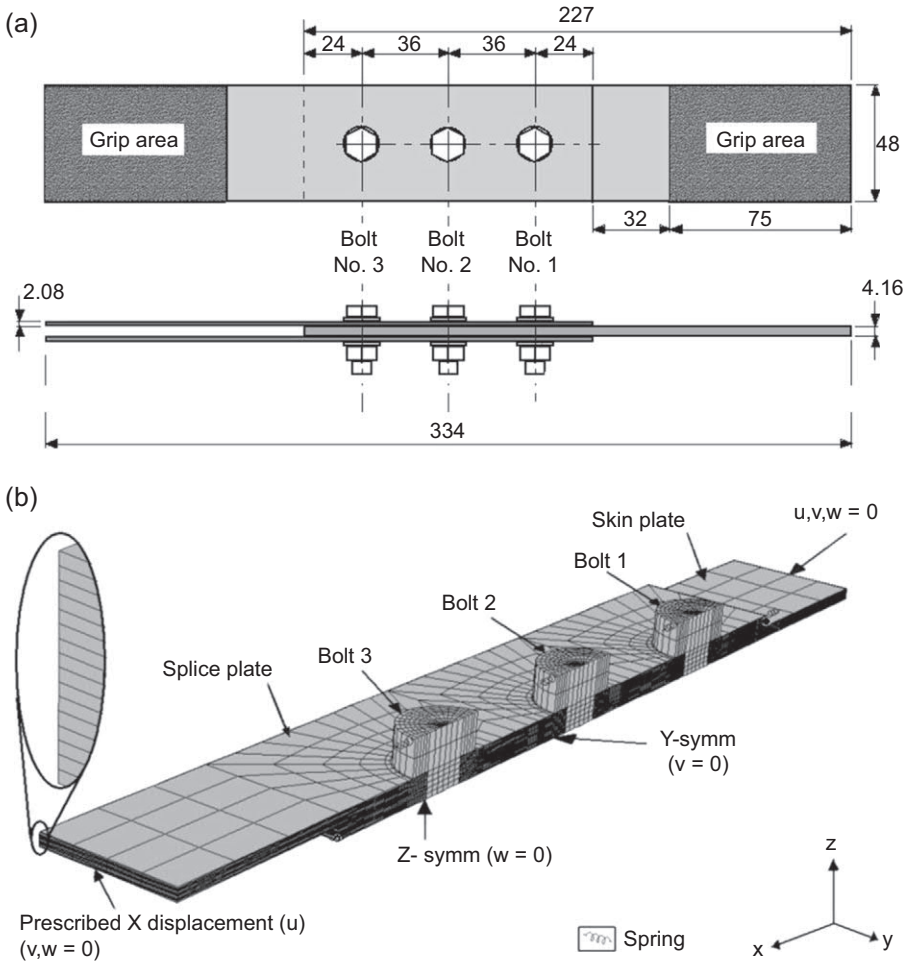 (a)
227
24
36
36
24
Grip area
Grip area
48
32
75
Bolt
No. 3
Bolt
No. 2
Bolt
No. 1
2.08
4.16
334
(b)
Skin plate
u,v,w = 0
Bolt 1
Bolt 2
Bolt 3
Splice plate
Y-symm
(v = 0)
Z- symm (w = 0)
Prescribed X displacement (u)
(v,w = 0)
Spring
z
x
y